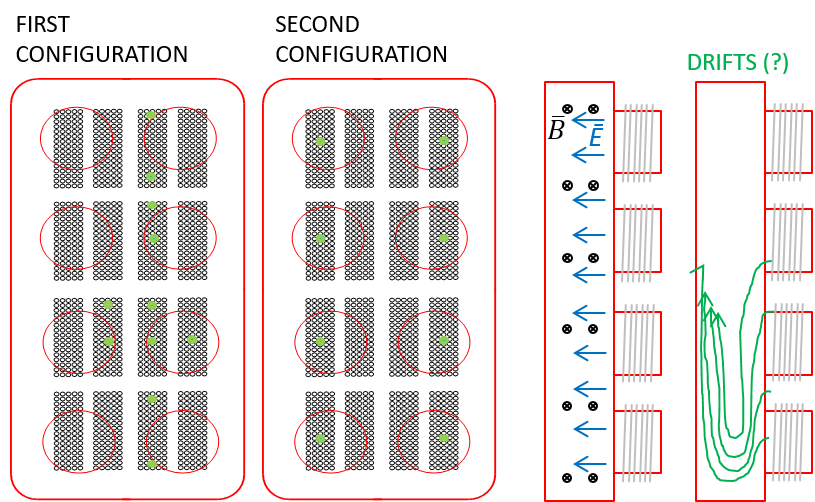 FIRST
CONFIGURATION
SECOND
CONFIGURATION
DRIFTS (?)
B
E